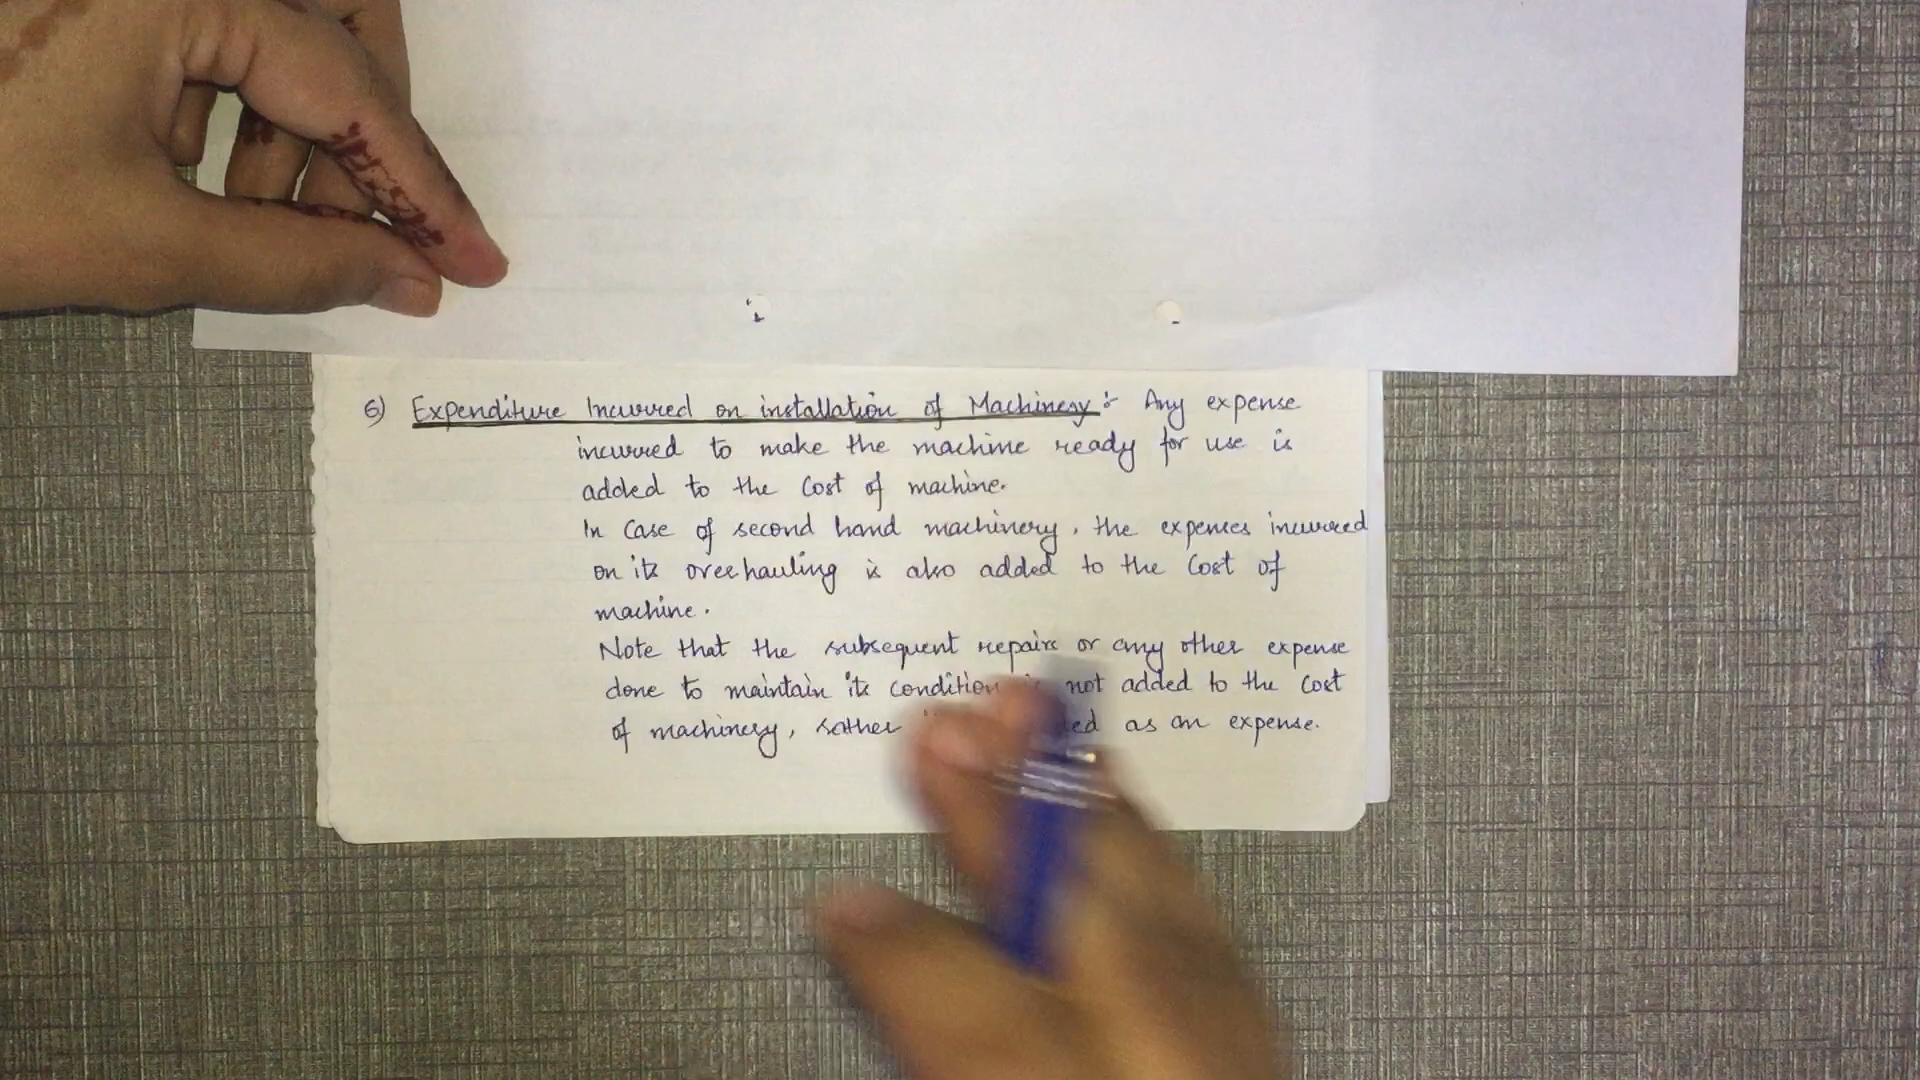 6) Expenditure Incurred on installation of Machinery:- Any expense
incurred to make the machine ready for use is
added to the Cost of machine.
In Case of second hand machinery, the expenses incurred
on its overhauling is also added to the Cost of
machine.
Note that the subsequent repairs or any other expense
done to maintain its condition not added to the Cost
of machinery, rather as an expense.